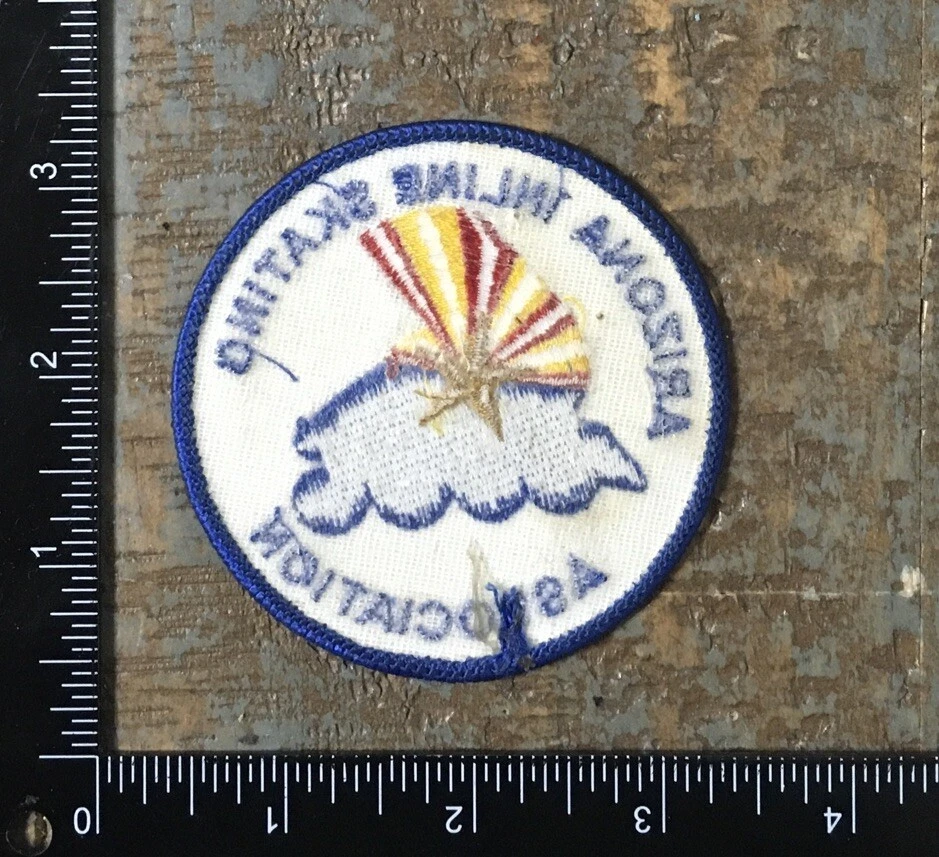 ARIZONA INLINE SKATING
ASSOCIATION
3
2
1
0 1 2 3 4